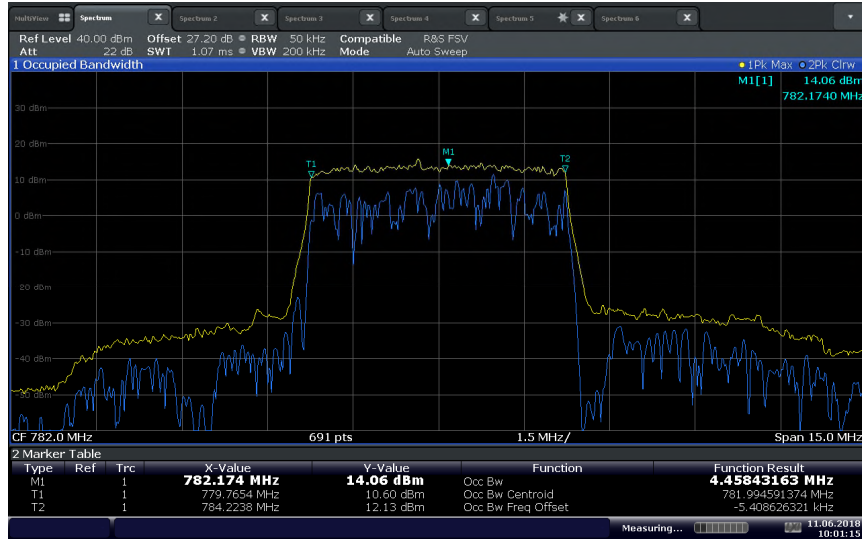 MultiView Spectrum X Spectrum 2 X Spectrum 3 X Spectrum 4 X Spectrum 5 X Spectrum 6 X
Ref Level 40.00 dBm Offset 27.20 dB RBW 50 kHz Compatible R&S FSV
Att 22 dB SWT 1.07 ms VBW 200 kHz Mode Auto Sweep
1 Occupied Bandwidth 1Pk Max 2Pk Clrw
M1[1] 14.06 dBm
782.1740 MHz
30 dBm
20 dBm
M1
T1 T2
10 dBm
0 dBm
-10 dBm
-20 dBm
-30 dBm
-40 dBm
-50 dBm
CF 782.0 MHz 691 pts 1.5 MHz/ Span 15.0 MHz
2 Marker Table
Type Ref Trc X-Value Y-Value Function Function Result
M1 1 782.174 MHz 14.06 dBm Occ Bw 4.45843163 MHz
T1 1 779.7654 MHz 10.60 dBm Occ Bw Centroid 781.994591374 MHz
T2 1 784.2238 MHz 12.13 dBm Occ Bw Freq Offset -5.408626321 kHz
Measuring... 11.06.2018
10:01:15